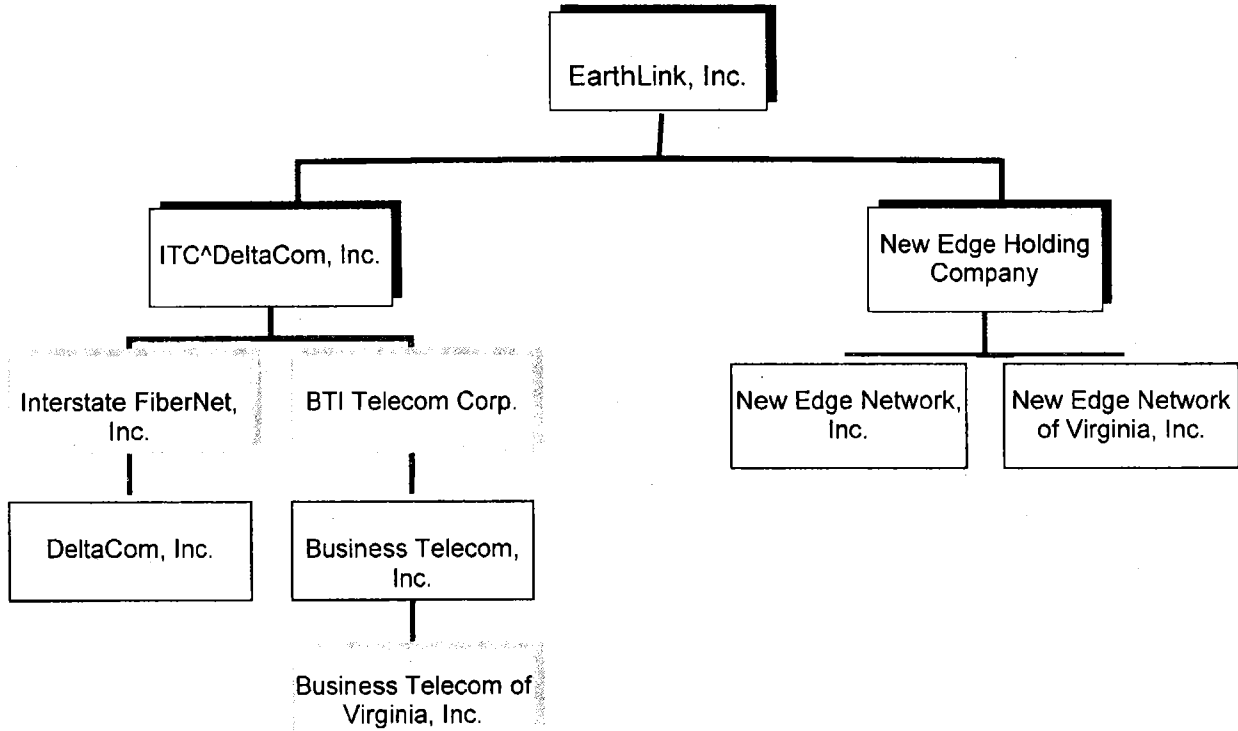 EarthLink, Inc.
ITC^DeltaCom, Inc.
New Edge Holding
Company
Interstate FiberNet,
Inc.
BTI Telecom Corp.
New Edge Network,
Inc.
New Edge Network
of Virginia, Inc.
DeltaCom, Inc.
Business Telecom,
Inc.
Business Telecom of
Virginia, Inc.